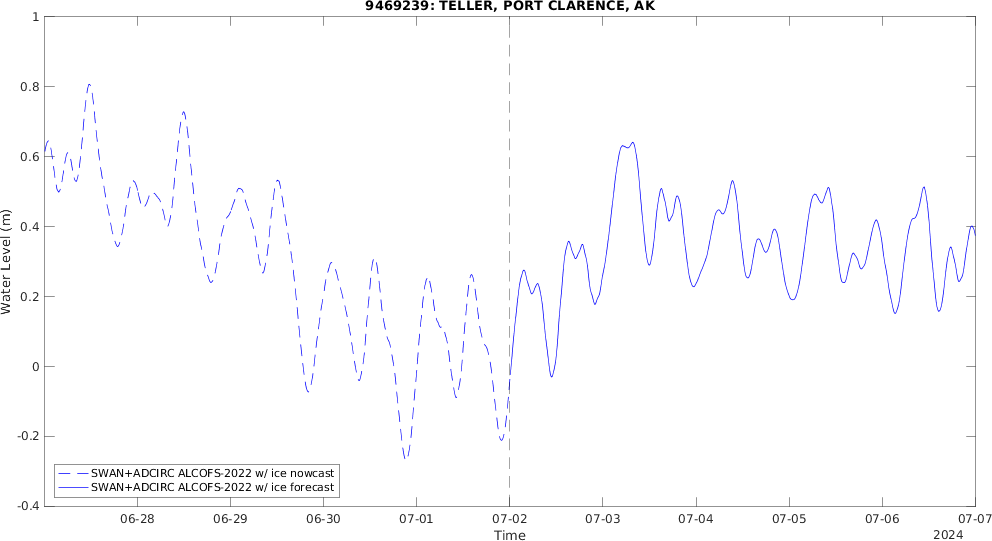 9469239: TELLER, PORT CLARENCE, AK
Water Level (m)
1
0.8
0.6
0.4
0.2
0
-0.2
-0.4
SWAN+ADCIRC ALCOFS-2022 w/ ice nowcast
SWAN+ADCIRC ALCOFS-2022 w/ ice forecast
06-28 06-29 06-30 07-01 07-02 07-03 07-04 07-05 07-06 07-07
Time
2024